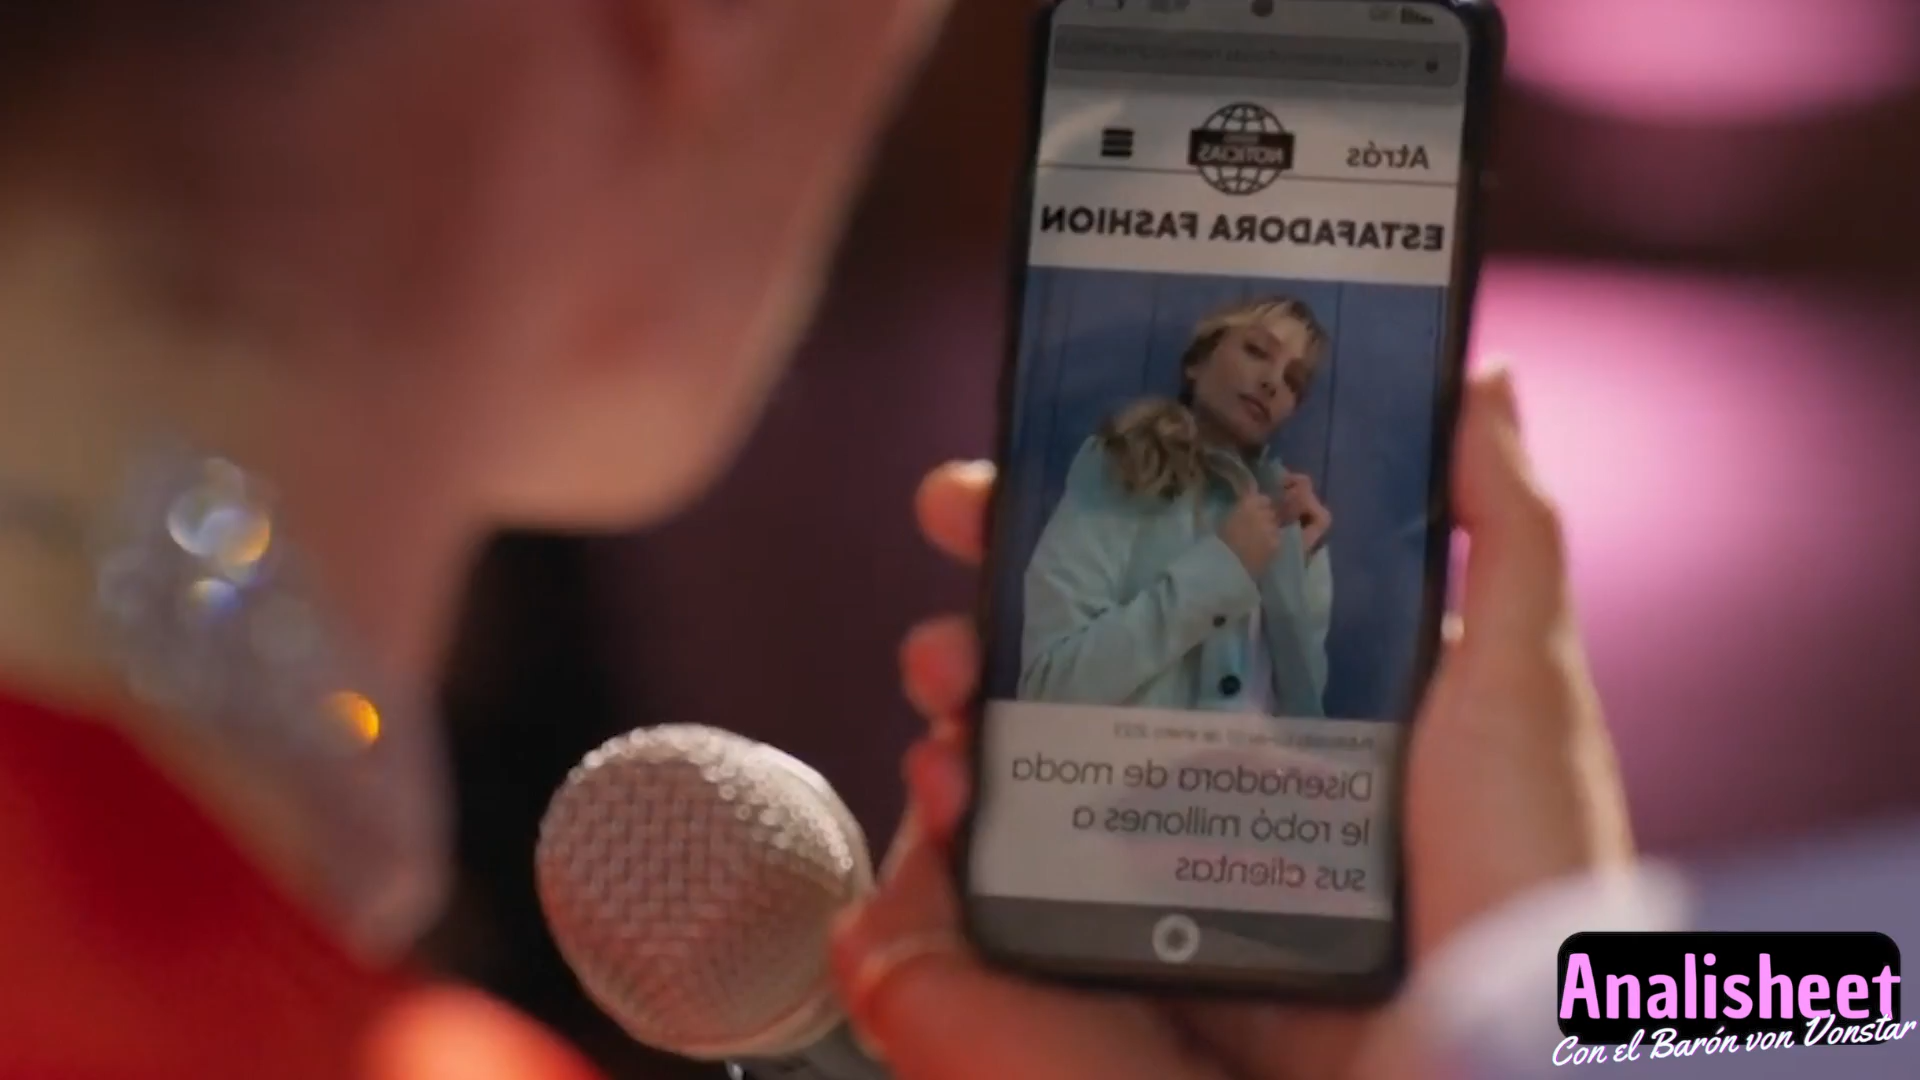 Atrás
NOTICIAS
ESTAFADORA FASHION
Diseñadora de moda
le robó millones a
sus clientas
Analisheet
Con el Barón von Vonstar